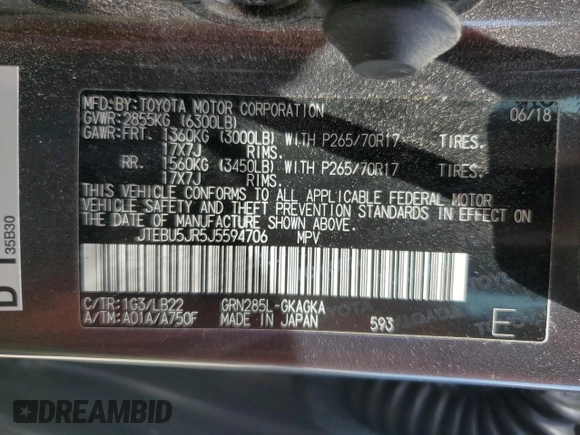 MFD. BY: TOYOTA MOTOR CORPORATION 06/18
GVWR: 2855KG (6300LB)
GAWR: FRT. 1360KG (3000LB) WITH P265/70R17 TIRES.
17X7J RIMS.
RR. 1560KG (3450LB) WITH P265/70R17 TIRES.
17X7J RIMS.
THIS VEHICLE CONFORMS TO ALL APPLICABLE FEDERAL MOTOR
VEHICLE SAFETY AND THEFT PREVENTION STANDARDS IN EFFECT ON
THE DATE OF MANUFACTURE SHOWN ABOVE.
JTEBU5JR5J5594706 MPV
C/TR: 1G3/LB22 GRN285L-GKAGKA
A/TM: A01A/A750F MADE IN JAPAN 593 E
35B30
DREAMBID
dreambid.com